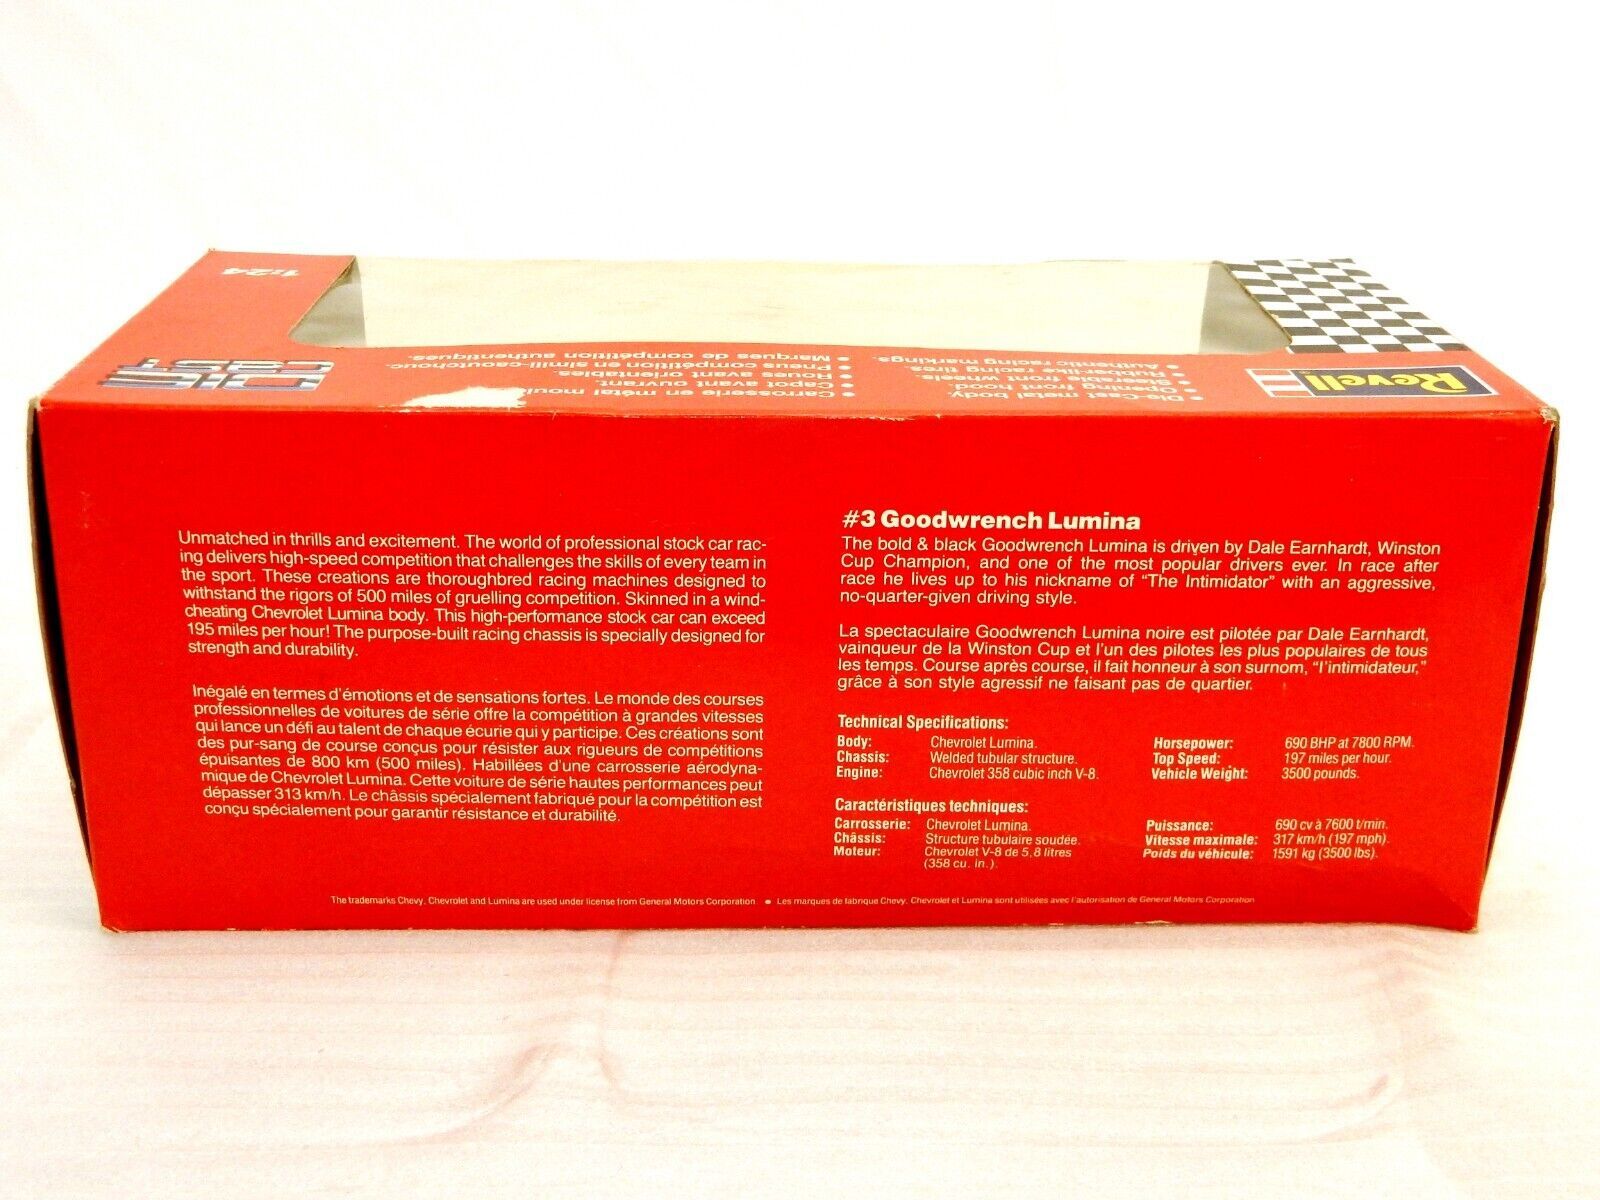 1:24
die
cast
Revell
• Die-Cast metal body.
front hood.
• Steerable front wheels.
• Rubber-like racing tires.
• Authentic racing markings.
• Carrosserie en métal
• Capot avant ouvrant.
• Roues avant orientables.
• Pneus compétition en simili-caoutchouc.
• Marques de compétition authentiques.
Unmatched in thrills and excitement. The world of professional stock car rac-
ing delivers high-speed competition that challenges the skills of every team in
the sport. These creations are thoroughbred racing machines designed to
withstand the rigors of 500 miles of gruelling competition. Skinned in a wind-
cheating Chevrolet Lumina body. This high-performance stock car can exceed
195 miles per hour! The purpose-built racing chassis is specially designed for
strength and durability.
Inégalé en termes d'émotions et de sensations fortes. Le monde des courses
professionnelles de voitures de série offre la compétition à grandes vitesses
qui lance un défi au talent de chaque écurie qui y participe. Ces créations sont
des pur-sang de course conçus pour résister aux rigueurs de compétitions
épuisantes de 800 km (500 miles). Habillées d'une carrosserie aérodyna-
mique de Chevrolet Lumina. Cette voiture de série hautes performances peut
dépasser 313 km/h. Le châssis spécialement fabriqué pour la compétition est
conçu spécialement pour garantir résistance et durabilité.
#3 Goodwrench Lumina
The bold & black Goodwrench Lumina is driven by Dale Earnhardt, Winston
Cup Champion, and one of the most popular drivers ever. In race after
race he lives up to his nickname of "The Intimidator" with an aggressive,
no-quarter-given driving style.
La spectaculaire Goodwrench Lumina noire est pilotée par Dale Earnhardt,
vainqueur de la Winston Cup et l'un des pilotes les plus populaires de tous
les temps. Course après course, il fait honneur à son surnom, "l'intimidateur,"
grâce à son style agressif ne faisant pas de quartier.
Technical Specifications:
Body: Chevrolet Lumina. Horsepower: 690 BHP at 7800 RPM.
Chassis: Welded tubular structure. Top Speed: 197 miles per hour.
Engine: Chevrolet 358 cubic inch V-8. Vehicle Weight: 3500 pounds.
Caractéristiques techniques:
Carrosserie: Chevrolet Lumina. Puissance: 690 cv à 7600 t/min.
Châssis: Structure tubulaire soudée. Vitesse maximale: 317 km/h (197 mph).
Moteur: Chevrolet V-8 de 5,8 litres Poids du véhicule: 1591 kg (3500 lbs).
(358 cu. in.).
The trademarks Chevy, Chevrolet and Lumina are used under license from General Motors Corporation. • Les marques de fabrique Chevy, Chevrolet et Lumina sont utilisées avec l'autorisation de General Motors Corporation